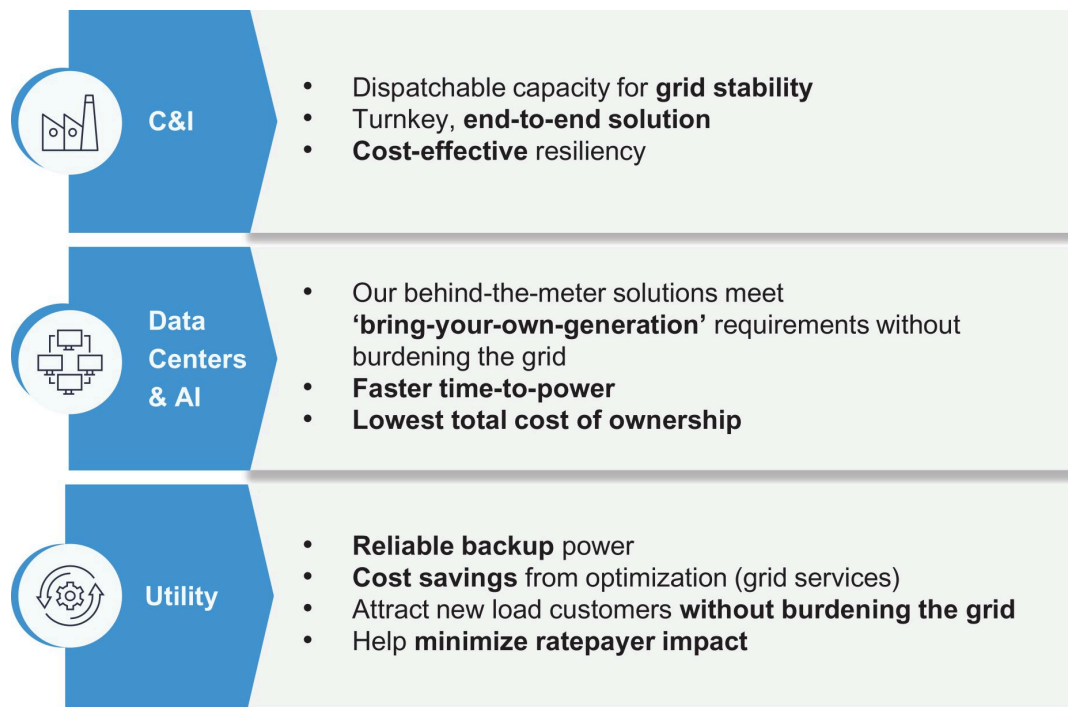 C&I
• Dispatchable capacity for grid stability
• Turnkey, end-to-end solution
• Cost-effective resiliency
Data
Centers
& AI
• Our behind-the-meter solutions meet
‘bring-your-own-generation’ requirements without
burdening the grid
• Faster time-to-power
• Lowest total cost of ownership
Utility
• Reliable backup power
• Cost savings from optimization (grid services)
• Attract new load customers without burdening the grid
• Help minimize ratepayer impact